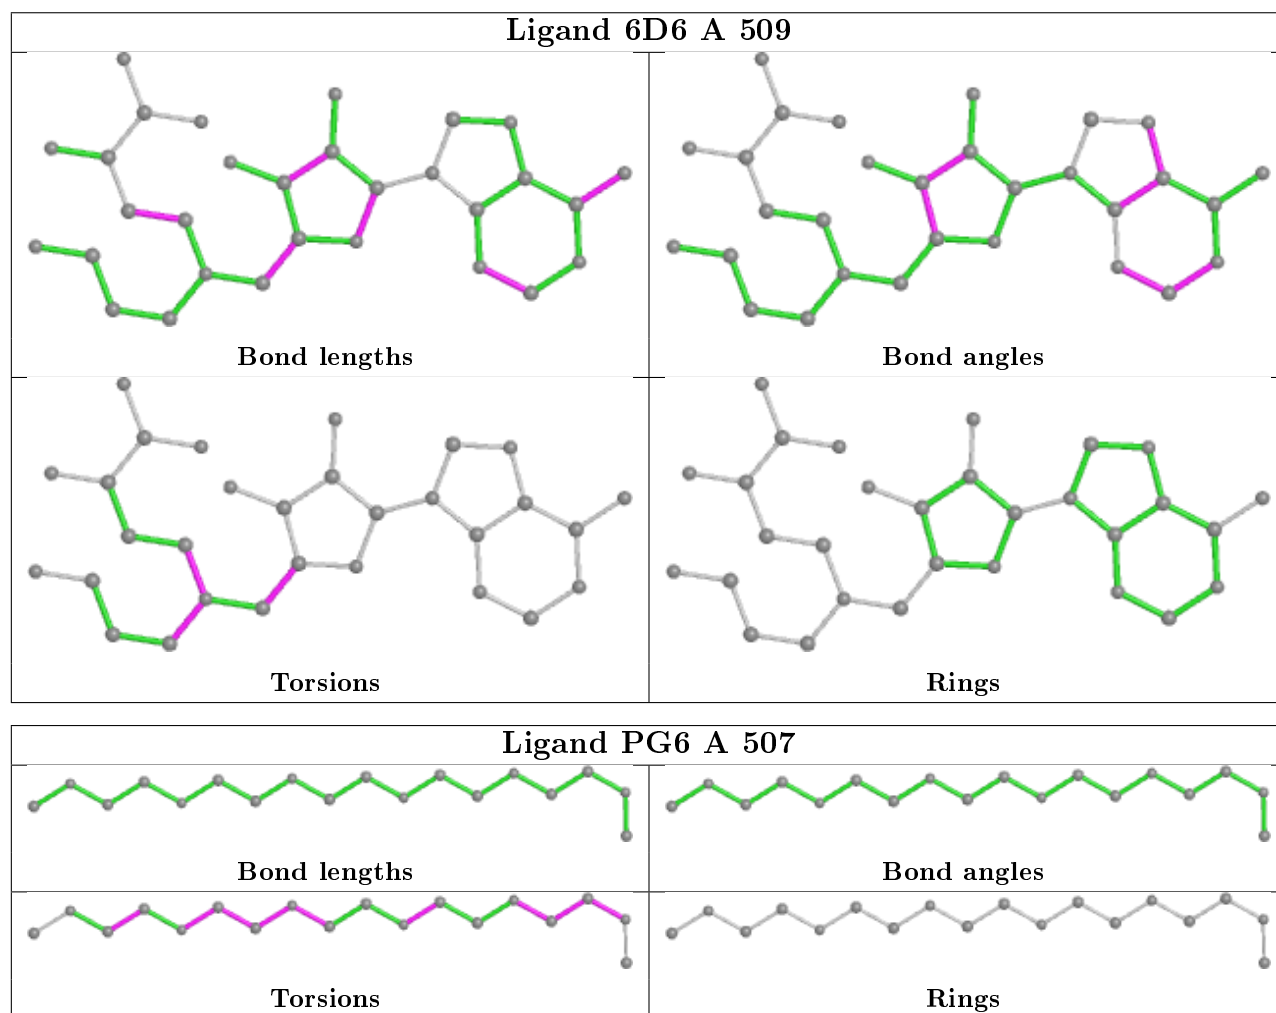 Ligand 6D6 A 509
Bond lengths
Bond angles
Torsions
Rings
Ligand PG6 A 507
Bond lengths
Bond angles
Torsions
Rings